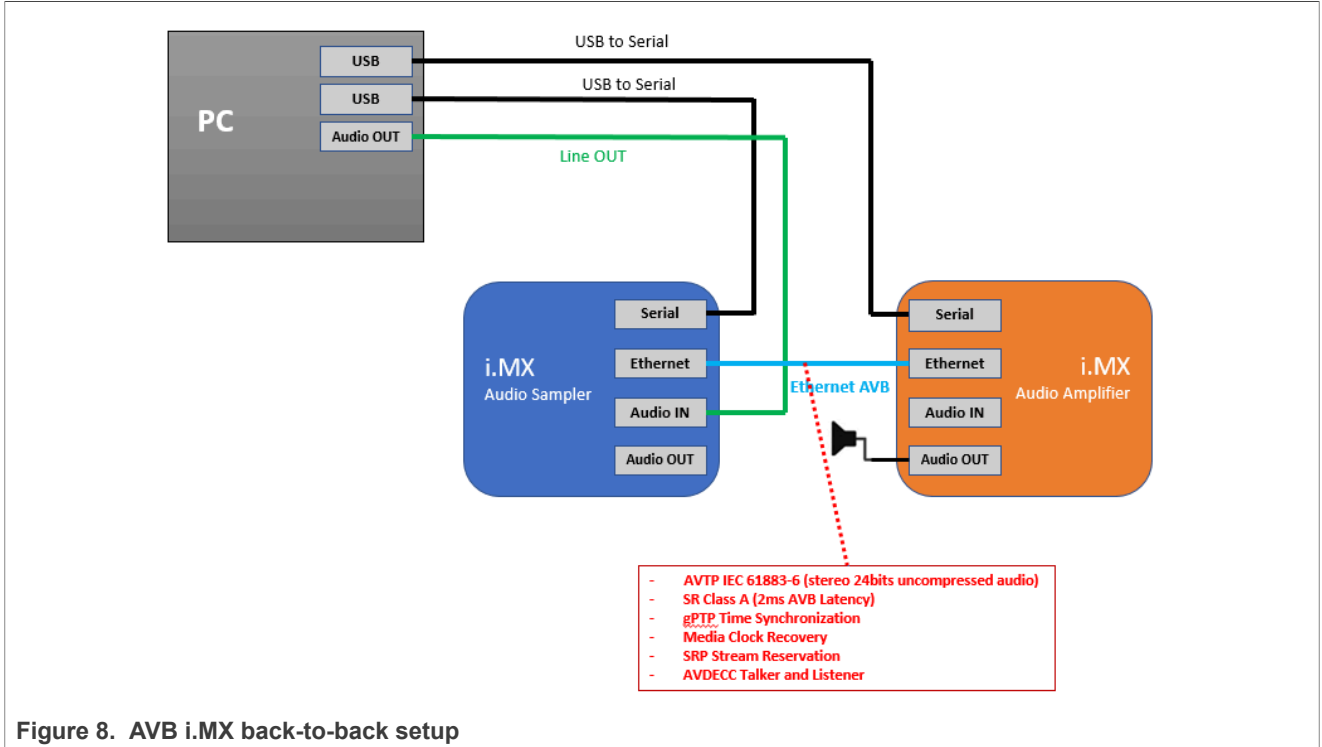 USB to Serial
USB
USB to Serial
USB
PC
Audio OUT
Line OUT
Serial
Ethernet
i.MX
Audio Sampler
Audio IN
Audio OUT
Ethernet AVB
Serial
Ethernet
i.MX
Audio Amplifier
Audio IN
Audio OUT
- AVTP IEC 61883-6 (stereo 24bits uncompressed audio)
- SR Class A (2ms AVB Latency)
- gPTP Time Synchronization
- Media Clock Recovery
- SRP Stream Reservation
- AVDECC Talker and Listener
Figure 8. AVB i.MX back-to-back setup